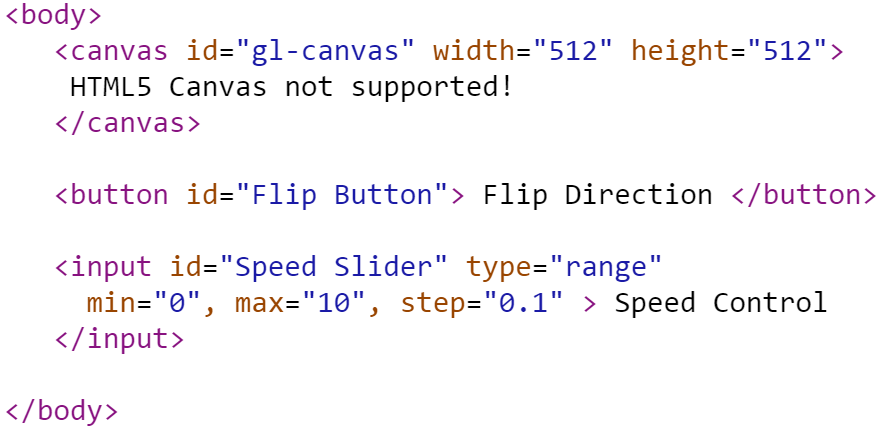 <body>
<canvas id="gl-canvas" width="512" height="512">
HTML5 Canvas not supported!
</canvas>
<button id="Flip Button"> Flip Direction </button>
<input id="Speed Slider" type="range"
min="0", max="10", step="0.1" > Speed Control
</input>
</body>